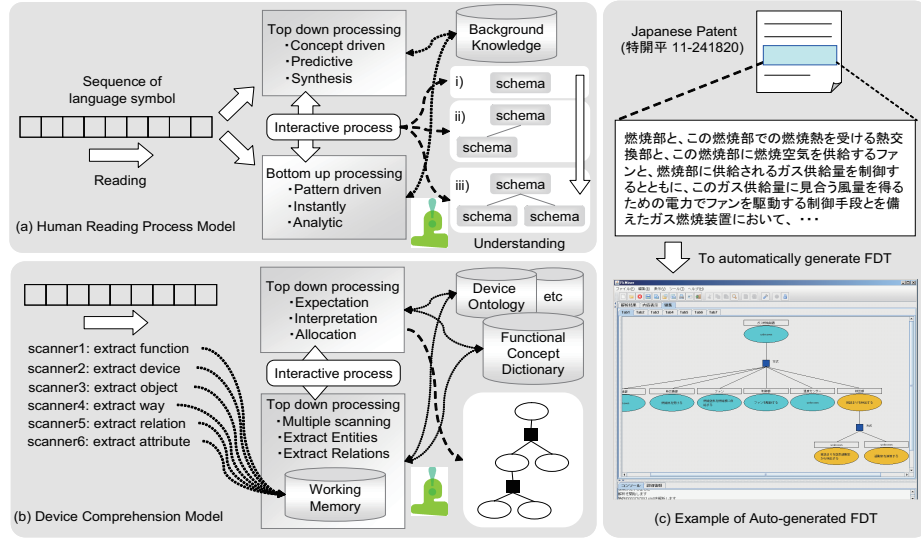 Sequence of
language symbol
Reading
(a) Human Reading Process Model
Top down processing
・Concept driven
・Predictive
・Synthesis
Interactive process
Bottom up processing
・Pattern driven
・Instantly
・Analytic
Background
Knowledge
i)
schema
ii)
schema
schema
iii)
schema
schema schema
Understanding
scanner1: extract function
scanner2: extract device
scanner3: extract object
scanner4: extract way
scanner5: extract relation
scanner6: extract attribute
(b) Device Comprehension Model
Top down processing
・Expectation
・Interpretation
・Allocation
Interactive process
Top down processing
・Multiple scanning
・Extract Entities
・Extract Relations
Working
Memory
Device
Ontology
etc
Functional
Concept
Dictionary
Japanese Patent
(特開平 11-241820)
燃焼部と、この燃焼部での燃焼熱を受ける熱交
換部と、この燃焼部に燃焼空気を供給するファ
ンと、燃焼部に供給されるガス供給量を制御す
るとともに、このガス供給量に見合う風量を得る
ための電力でファンを駆動する制御手段とを備
えたガス燃焼装置において、・・・
To automatically generate FDT
(c) Example of Auto-generated FDT